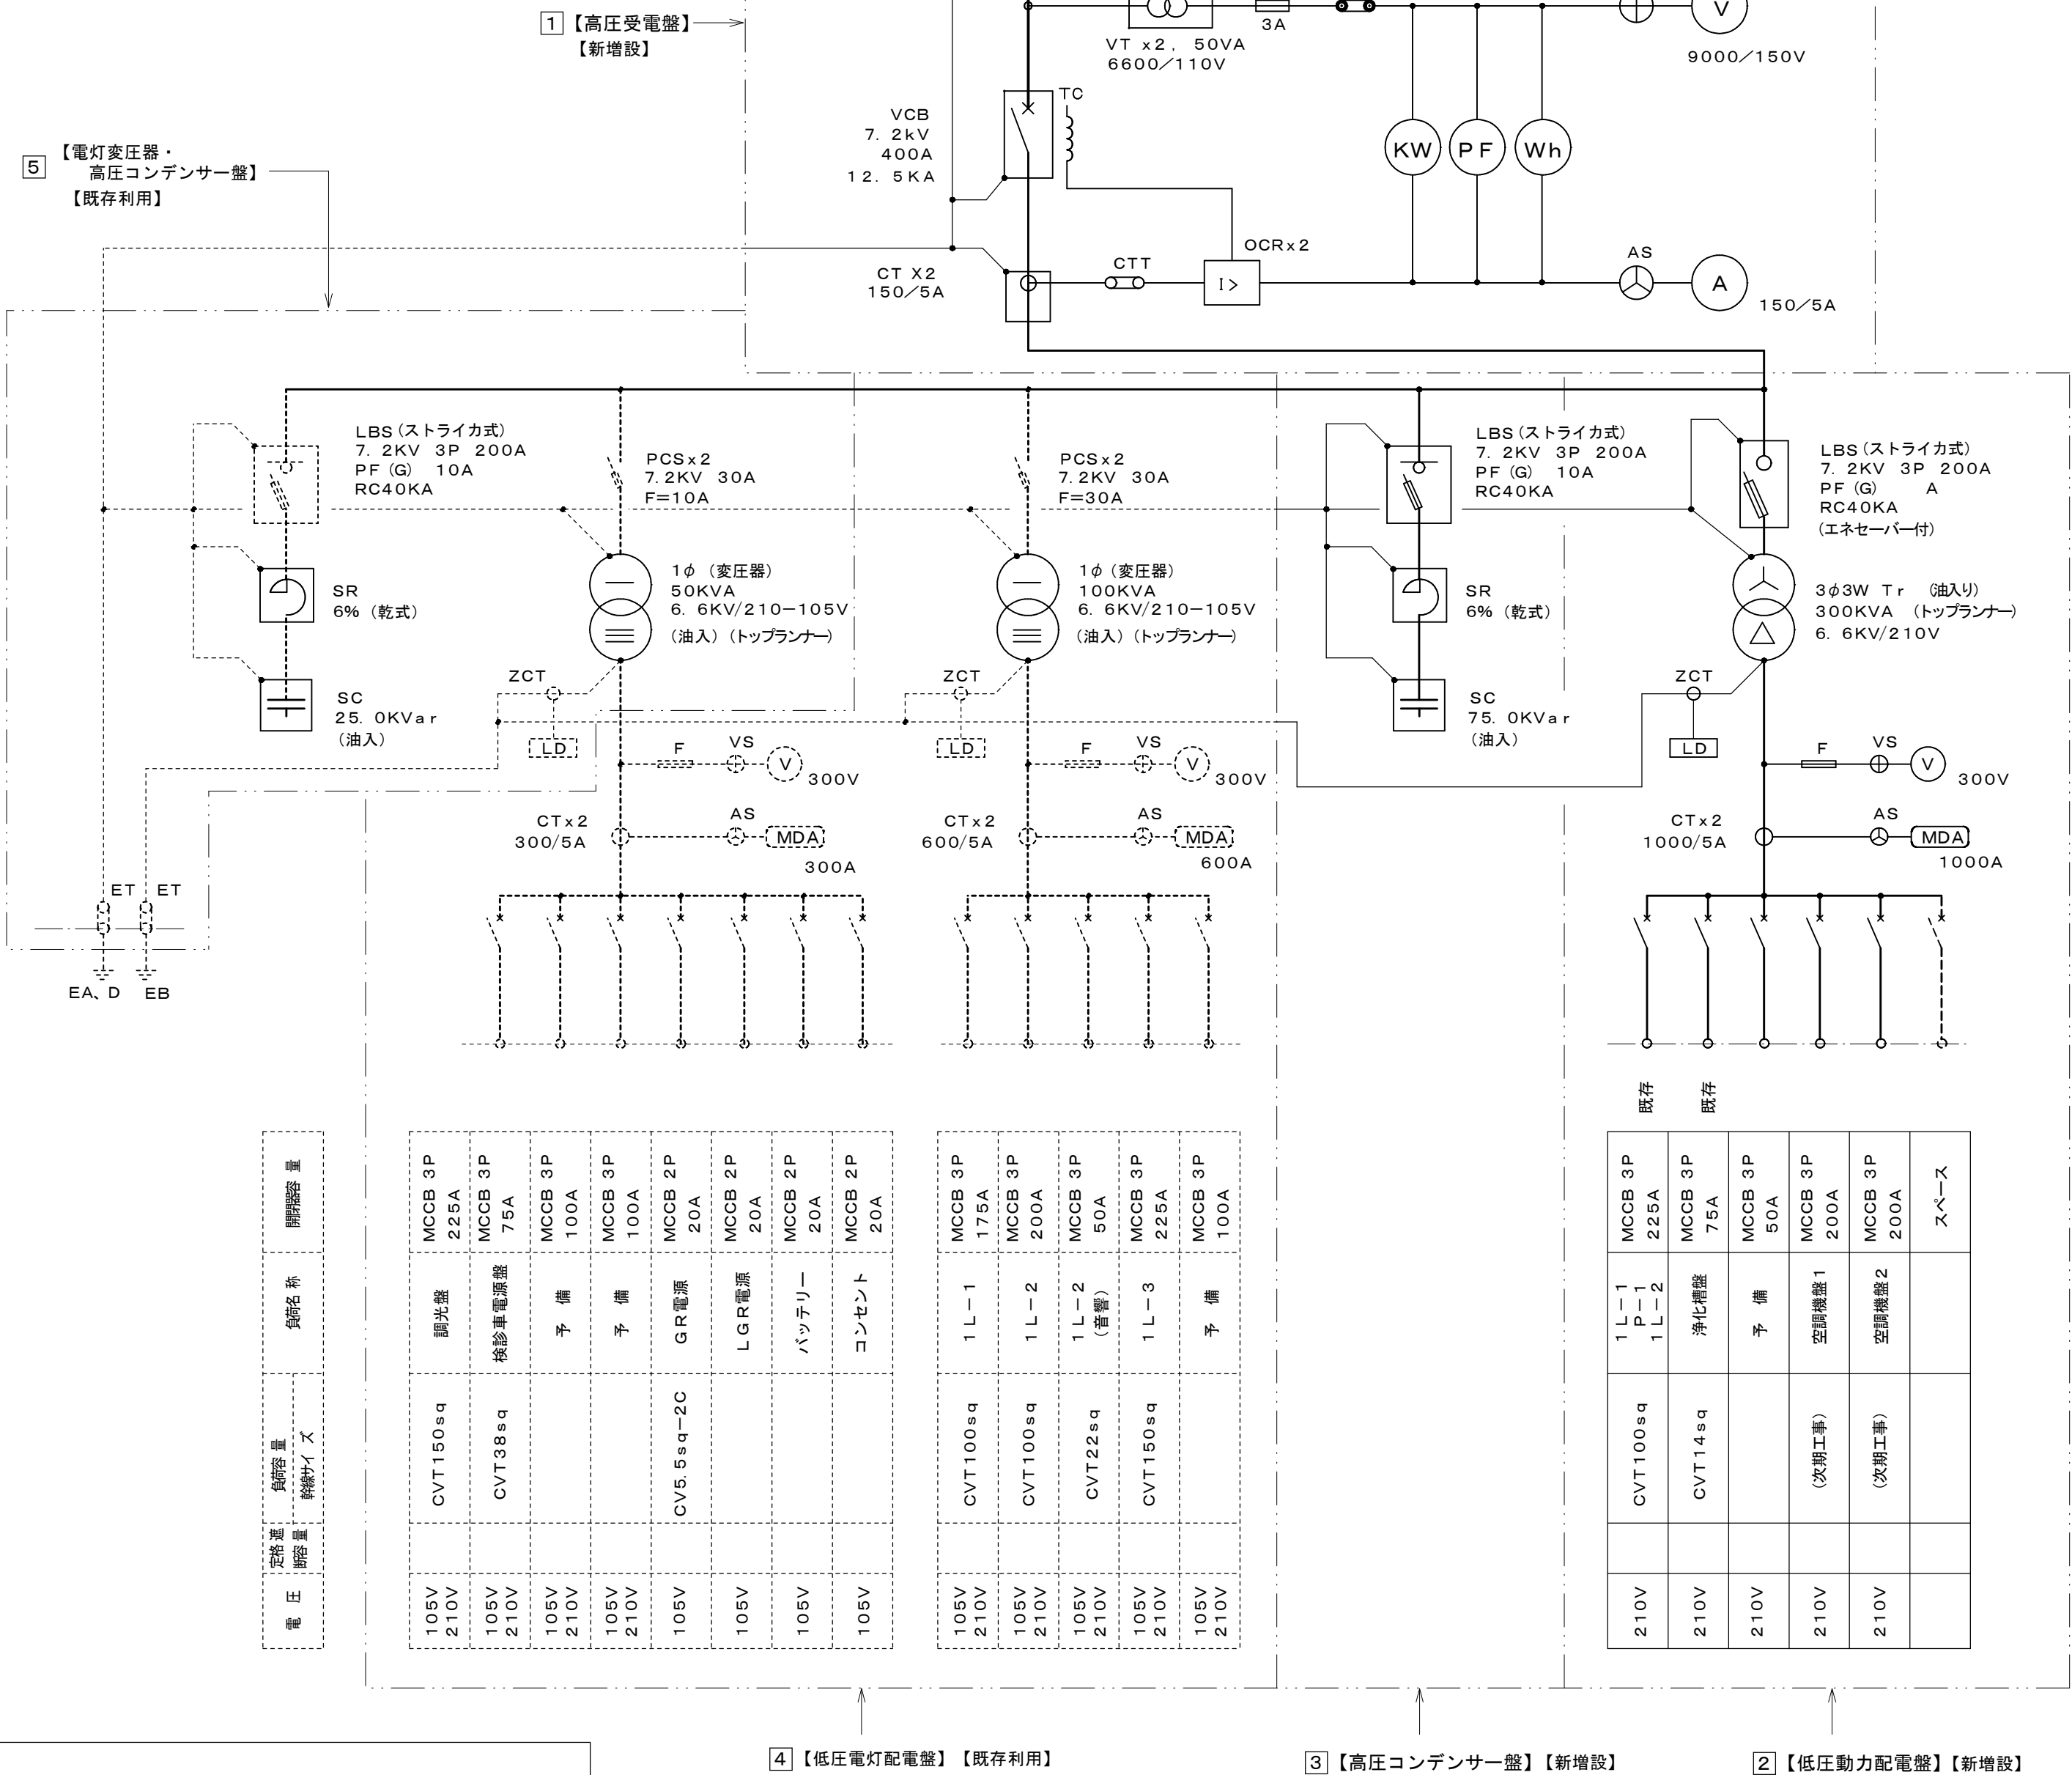 1 【高圧受電盤】
【新増設】
VT x2, 50VA
6600/110V
3A
V
9000/150V
5 【電灯変圧器・
高圧コンデンサー盤】
【既存利用】
VCB
7. 2kV
400A
12. 5KA
TC
KW
PF
Wh
CT X2
150/5A
CTT
OCRx2
I>
AS
A
150/5A
LBS(ストライカ式)
7. 2KV 3P 200A
PF(G) 10A
RC40KA
PCSx2
7.2KV 30A
F=10A
PCSx2
7.2KV 30A
F=30A
LBS(ストライカ式)
7. 2KV 3P 200A
PF(G) 10A
RC40KA
LBS(ストライカ式)
7. 2KV 3P 200A
PF(G) A
RC40KA
(エネセーバー付)
SR
6%(乾式)
1φ(変圧器)
50KVA
6. 6KV/210−105V
(油入)(トップランナー)
1φ(変圧器)
100KVA
6. 6KV/210−105V
(油入)(トップランナー)
SR
6%(乾式)
3φ3W Tr (油入り)
300KVA (トップランナー)
6. 6KV/210V
SC
25. 0KVar
(油入)
ZCT
LD
ZCT
LD
SC
75. 0KVar
(油入)
ZCT
LD
F
VS
V
300V
F
VS
V
300V
F
VS
V
300V
CTx2
300/5A
AS
MDA
300A
CTx2
600/5A
AS
MDA
600A
CTx2
1000/5A
AS
MDA
1000A
ET
ET
EA、D
EB
既存
既存
開閉器容量
負荷名称
負荷容量
幹線サイズ
定格遮
断容量
電圧
MCCB 3P
225A
調光盤
CVT150sq
105V
210V
MCCB 3P
75A
検診車電源盤
CVT38sq
105V
210V
MCCB 3P
100A
予 備
105V
210V
MCCB 3P
100A
予 備
105V
210V
MCCB 2P
20A
GR電源
CV5.5sq−2C
105V
MCCB 2P
20A
LGR電源
105V
MCCB 2P
20A
バッテリー
105V
MCCB 2P
20A
コンセント
105V
MCCB 3P
175A
1L−1
CVT100sq
105V
210V
MCCB 3P
200A
1L−2
CVT100sq
105V
210V
MCCB 3P
50A
1L−2
(音響)
CVT22sq
105V
210V
MCCB 3P
225A
1L−3
CVT150sq
105V
210V
MCCB 3P
100A
予 備
105V
210V
MCCB 3P
225A
1L−1
P−1
1L−2
CVT100sq
210V
MCCB 3P
75A
浄化槽盤
CVT14sq
210V
MCCB 3P
50A
予 備
210V
MCCB 3P
200A
空調機盤1
(次期工事)
210V
MCCB 3P
200A
空調機盤2
(次期工事)
210V
スペース
4 【低圧電灯配電盤】【既存利用】
3 【高圧コンデンサー盤】【新増設】
2 【低圧動力配電盤】【新増設】